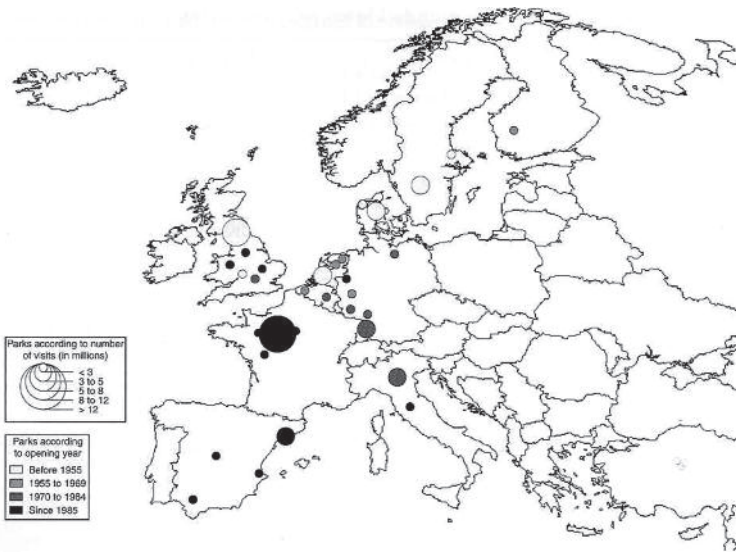 Parks according to number
of visits (in millions)
< 3
3 to 5
5 to 8
8 to 12
> 12
Parks according
to opening year
Before 1955
1955 to 1969
1970 to 1984
Since 1985